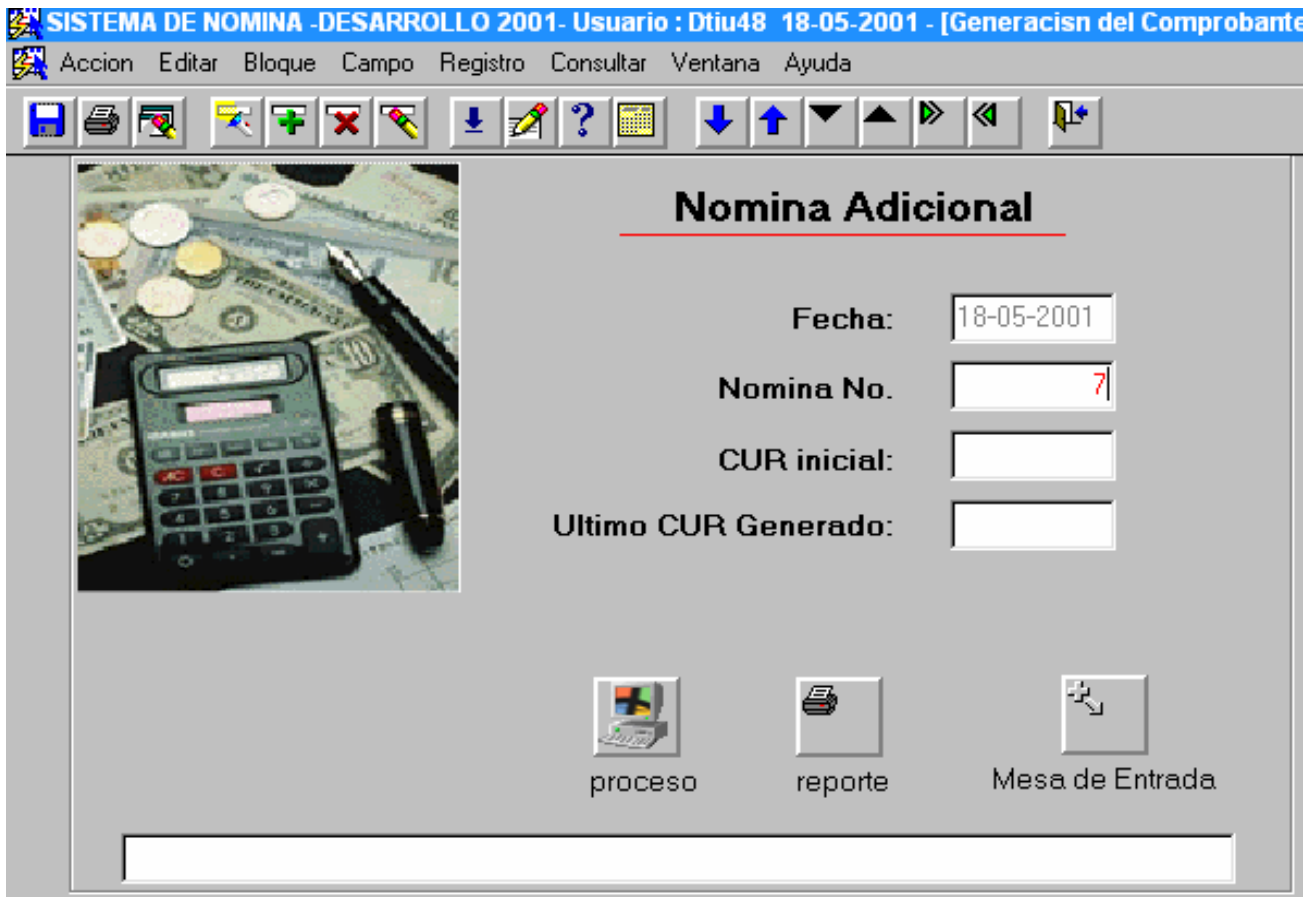 SISTEMA DE NOMINA -DESARROLLO 2001- Usuario : Dtiu48 18-05-2001 - [Generacisn del Comprobante
Accion Editar Bloque Campo Registro Consultar Ventana Ayuda
Nomina Adicional
Fecha: 18-05-2001
Nomina No. 7
CUR inicial:
Ultimo CUR Generado:
proceso reporte Mesa de Entrada